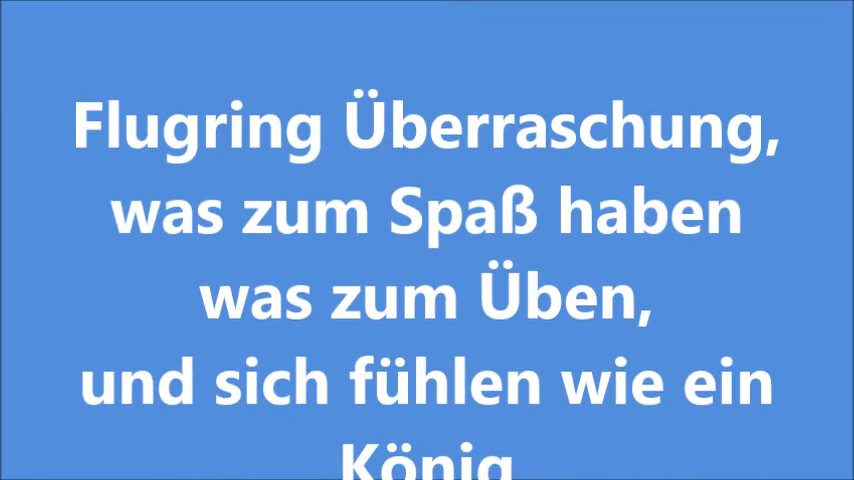 Flugring Überraschung,
was zum Spaß haben
was zum Üben,
und sich fühlen wie ein
König